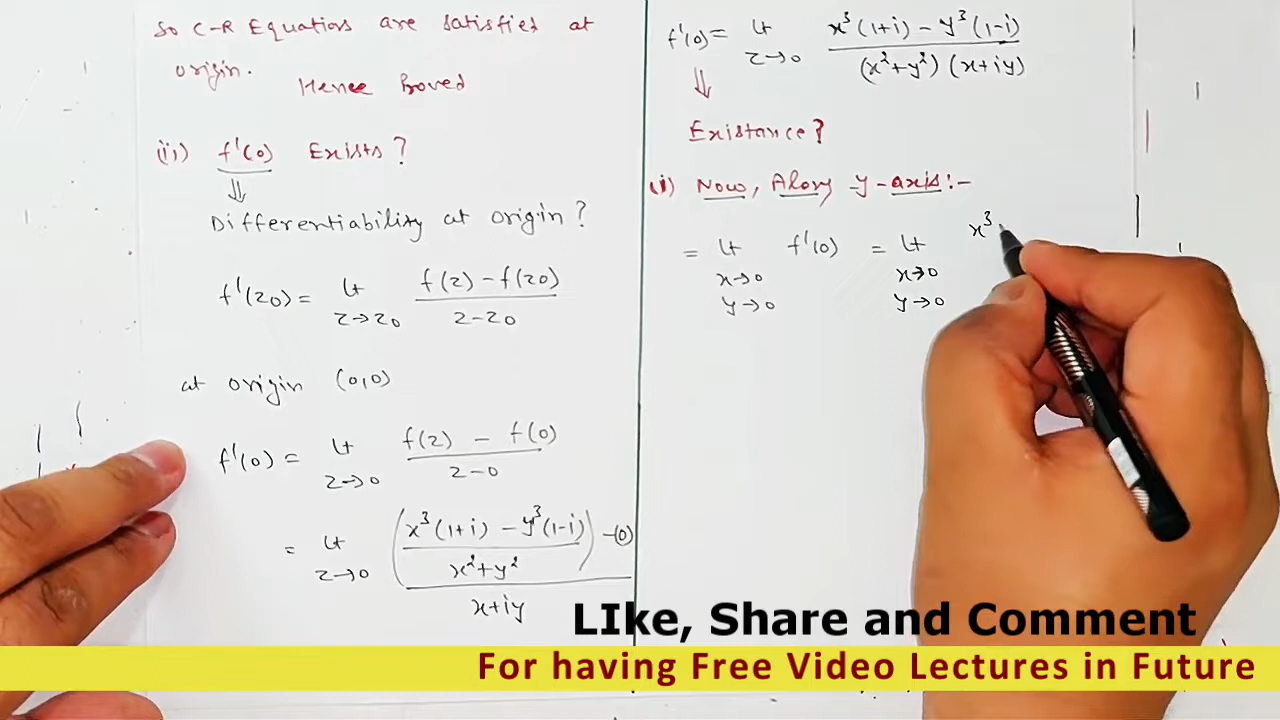 So C-R Equations are satisfied at
origin.
Hence Proved
(ii) f'(0) Exists?
⇓
Differentiability at origin?
f'(z0) = Lt z→z0 f(z) - f(z0) / z-z0
at origin (0,0)
f'(0) = Lt z→0 f(z) - f(0) / z-0
= Lt z→0 (x³(1+i) - y³(1-i) / x²+y²) -(0) / x+iy
f'(0) = Lt z→0 x³(1+i) - y³(1-i) / (x²+y²) (x+iy)
⇓
Existance?
(i) Now, Along y-axis:-
= Lt x→0 y→0 f'(0) = Lt x→0 y→0 x³
LIke, Share and Comment
For having Free Video Lectures in Future